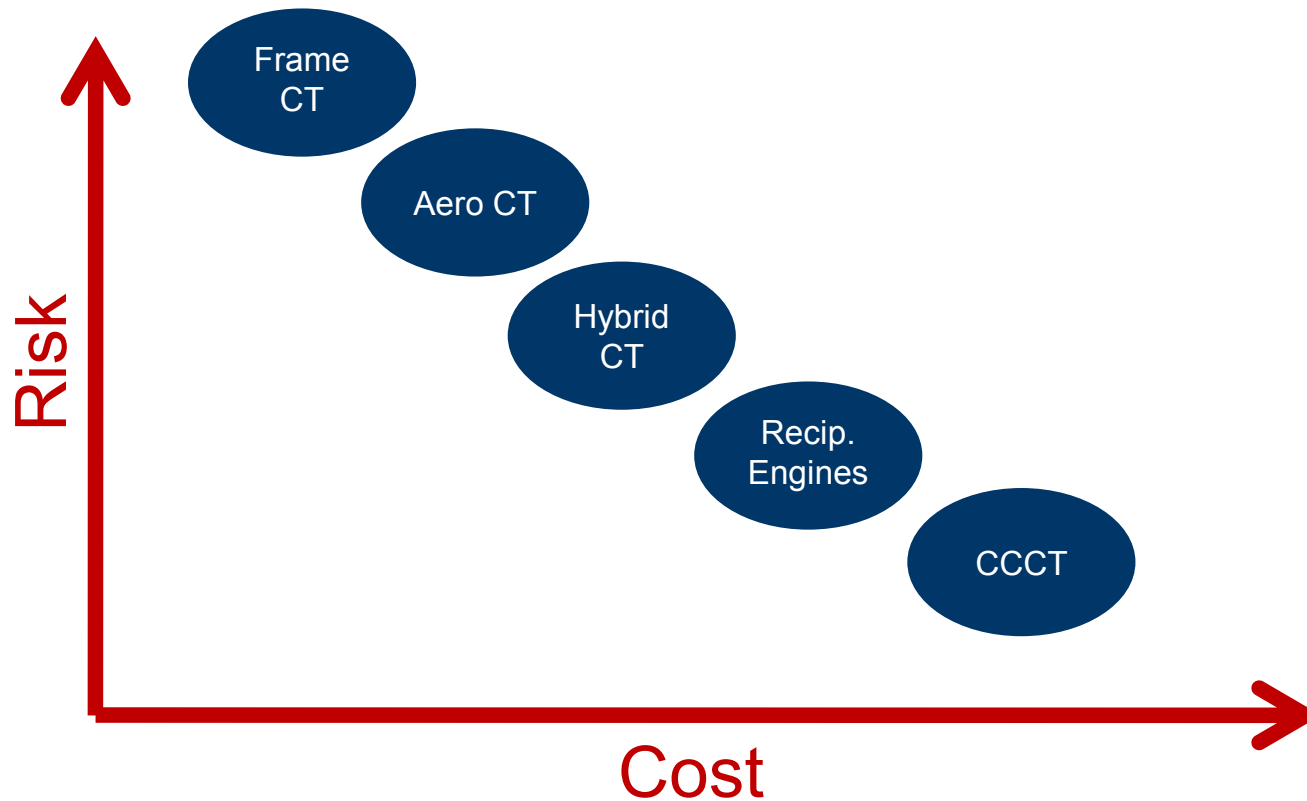 Frame
CT
Aero CT
Hybrid
CT
Recip.
Engines
CCCT
Risk
Cost